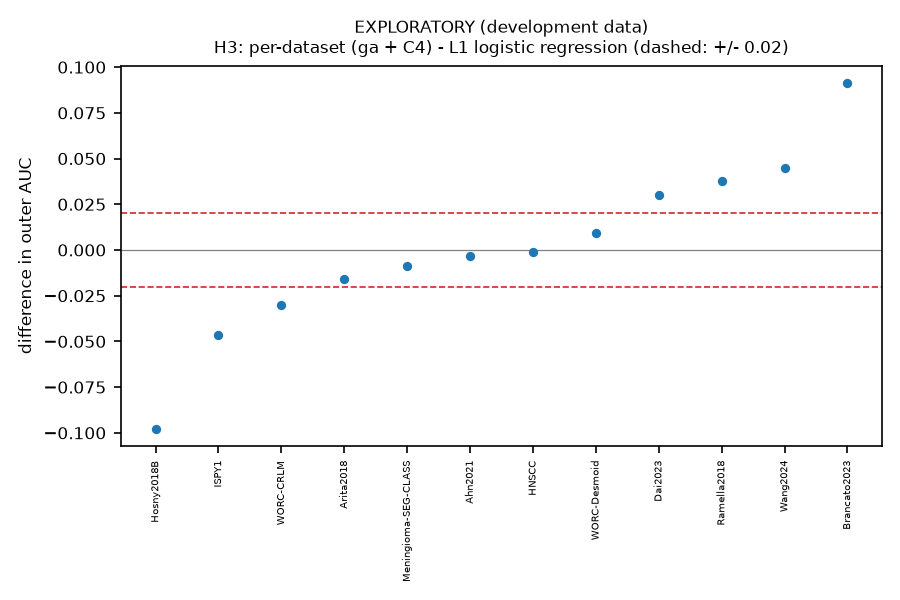 EXPLORATORY (development data)
H3: per-dataset (ga + C4) - L1 logistic regression (dashed: +/- 0.02)
difference in outer AUC
0.100
0.075
0.050
0.025
0.000
−0.025
−0.050
−0.075
−0.100
Hosny2018B
ISPY1
WORC-CRLM
Arita2018
Meningioma-SEG-CLASS
Ahn2021
HNSCC
WORC-Desmoid
Dai2023
Ramella2018
Wang2024
Brancato2023